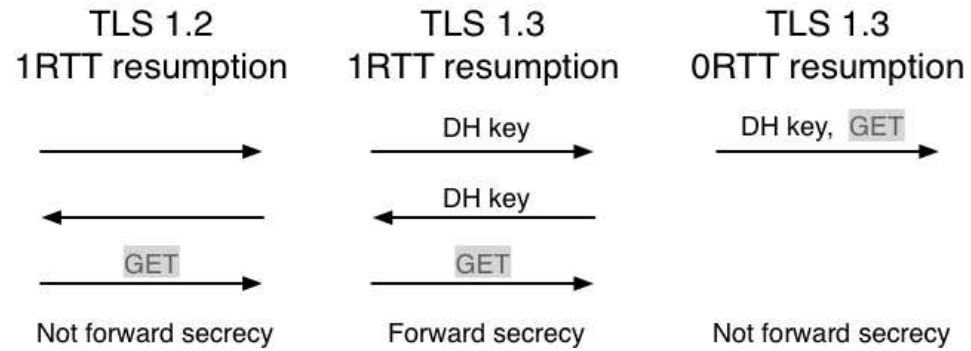 TLS 1.2
1RTT resumption
GET
Not forward secrecy
TLS 1.3
1RTT resumption
DH key
DH key
GET
Forward secrecy
TLS 1.3
0RTT resumption
DH key, GET
Not forward secrecy